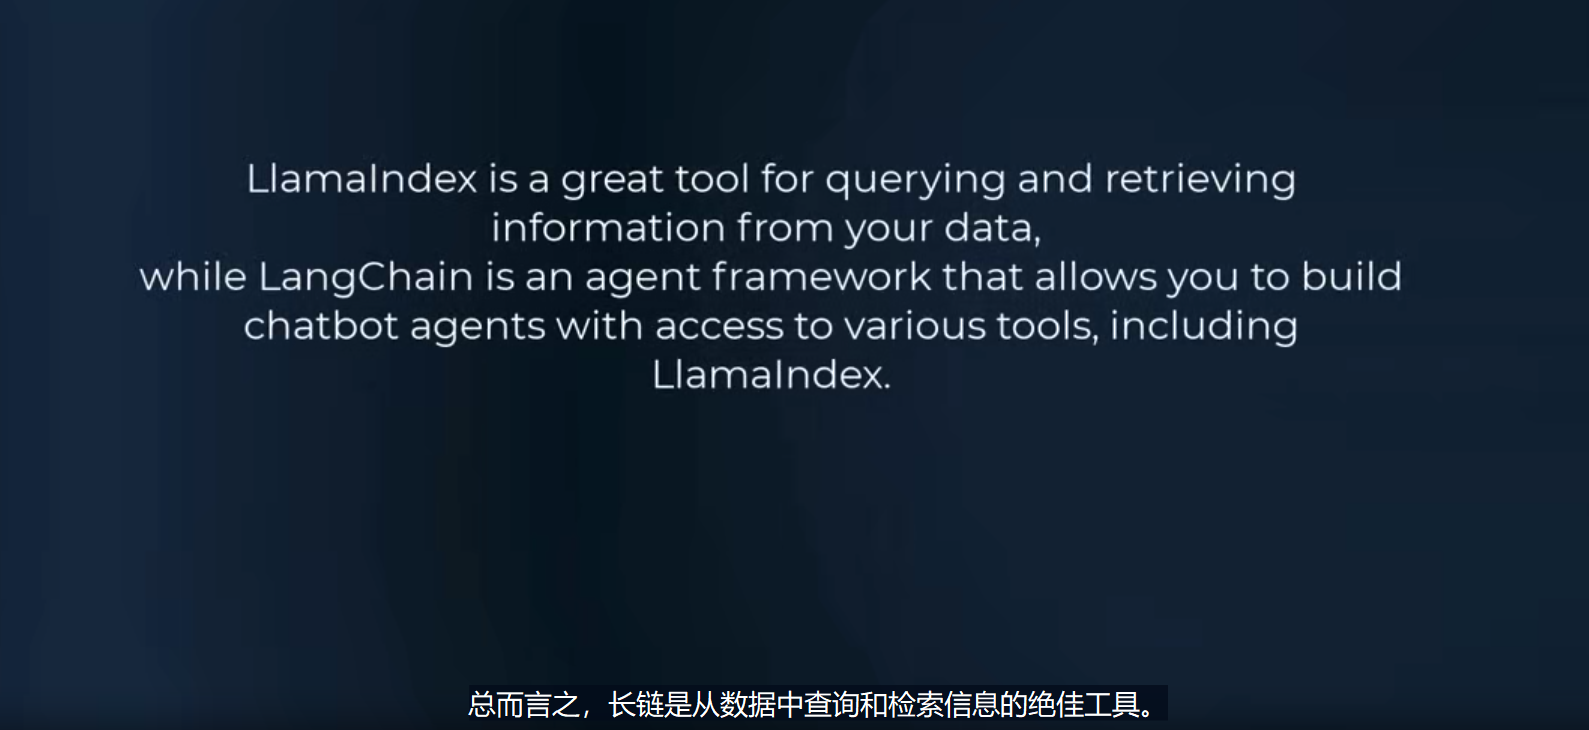 LlamaIndex is a great tool for querying and retrieving
information from your data,
while LangChain is an agent framework that allows you to build
chatbot agents with access to various tools, including
LlamaIndex.
总而言之，长链是从数据中查询和检索信息的绝佳工具。